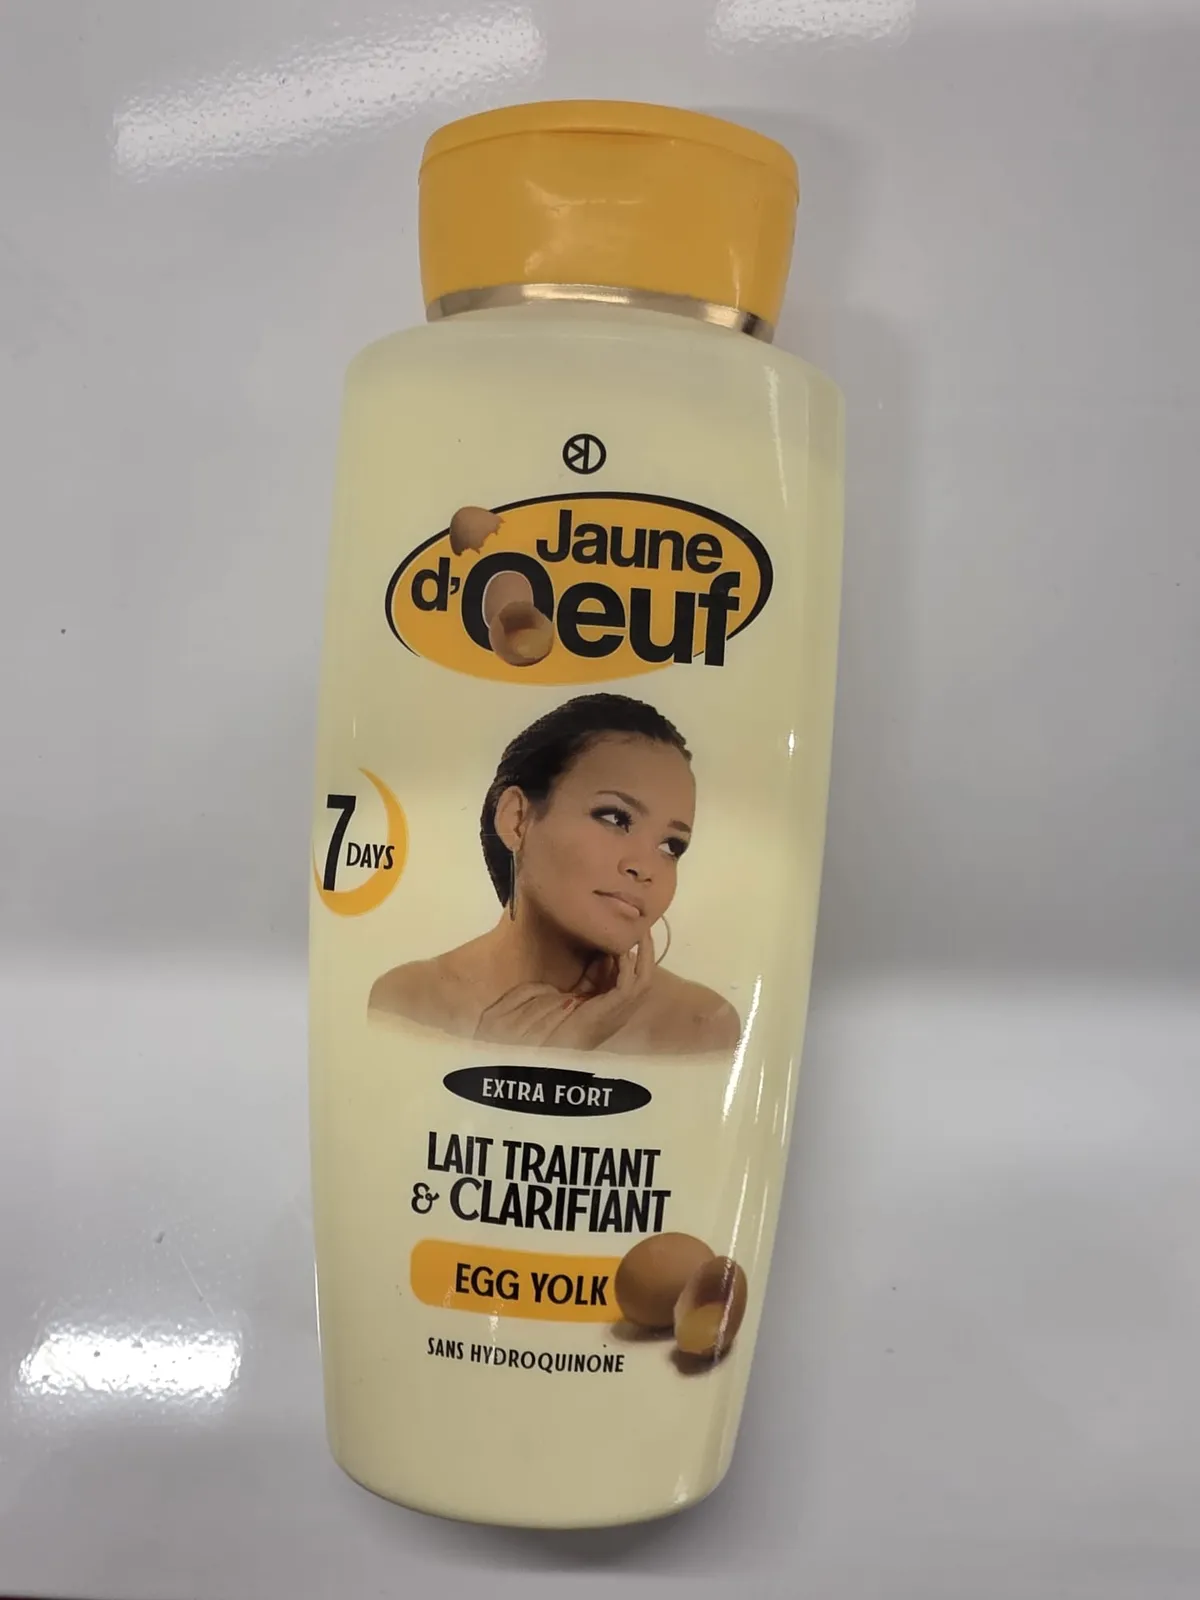 Jaune
d'Oeuf
7 DAYS
EXTRA FORT
LAIT TRAITANT
& CLARIFIANT
EGG YOLK
SANS HYDROQUINONE